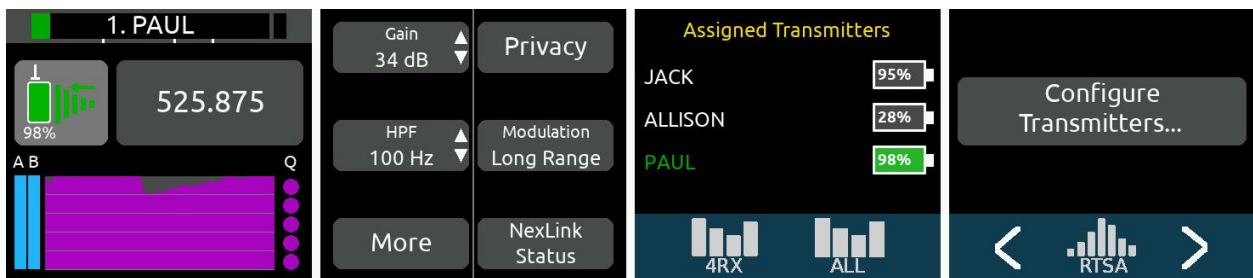 1. PAUL
98%
525.875
A B
Q
Gain
34 dB
Privacy
HPF
100 Hz
Modulation
Long Range
More
NexLink
Status
Assigned Transmitters
JACK
95%
ALLISON
28%
PAUL
98%
4RX
ALL
Configure
Transmitters...
RTSA